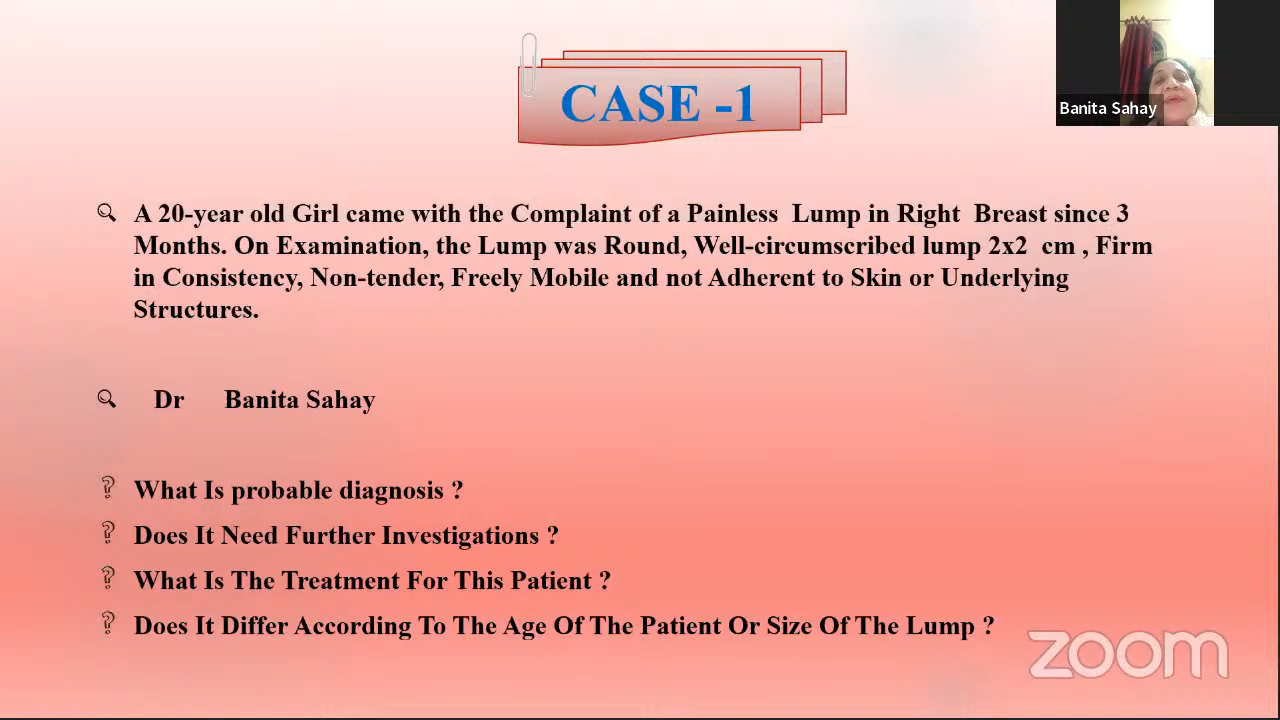 CASE -1
Banita Sahay
A 20-year old Girl came with the Complaint of a Painless Lump in Right Breast since 3
Months. On Examination, the Lump was Round, Well-circumscribed lump 2x2 cm , Firm
in Consistency, Non-tender, Freely Mobile and not Adherent to Skin or Underlying
Structures.
Dr Banita Sahay
What Is probable diagnosis ?
Does It Need Further Investigations ?
What Is The Treatment For This Patient ?
Does It Differ According To The Age Of The Patient Or Size Of The Lump ?
zoom